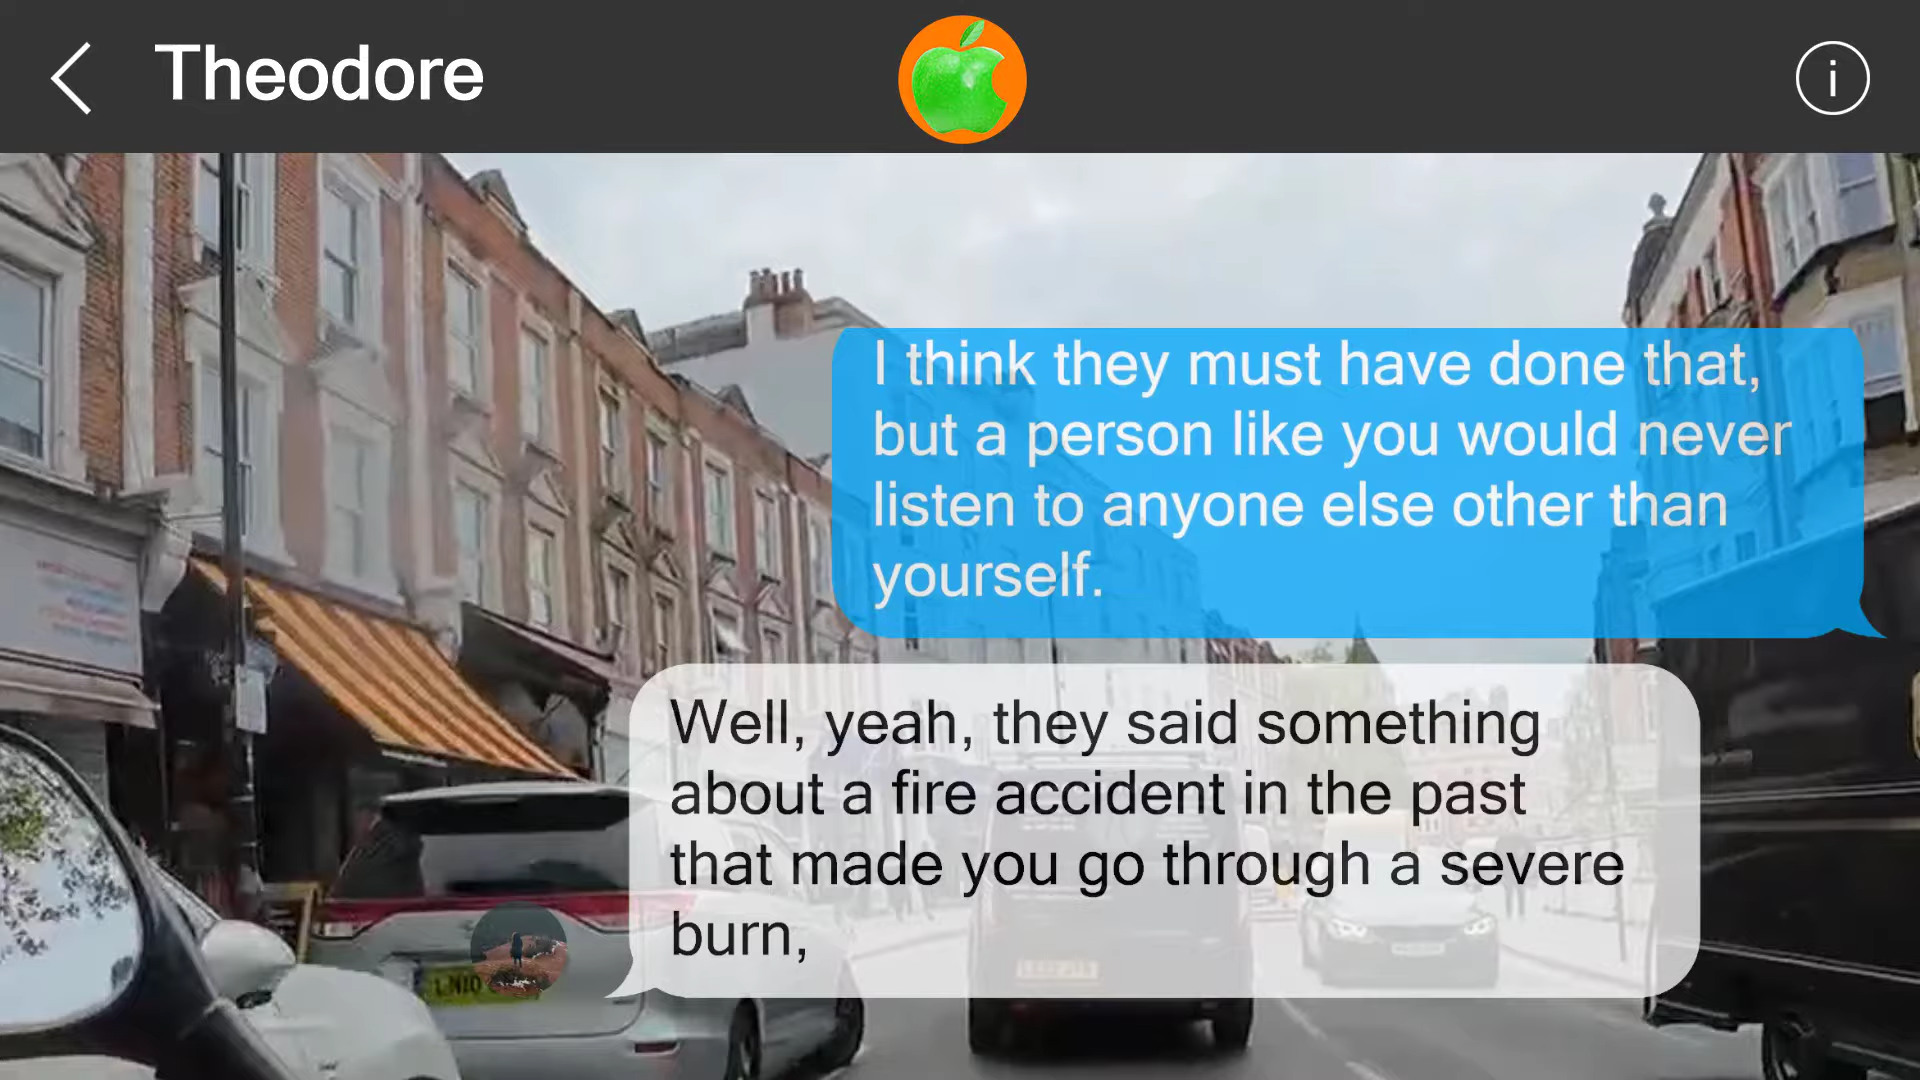 Theodore
i
I think they must have done that,
but a person like you would never
listen to anyone else other than
yourself.
Well, yeah, they said something
about a fire accident in the past
that made you go through a severe
burn,